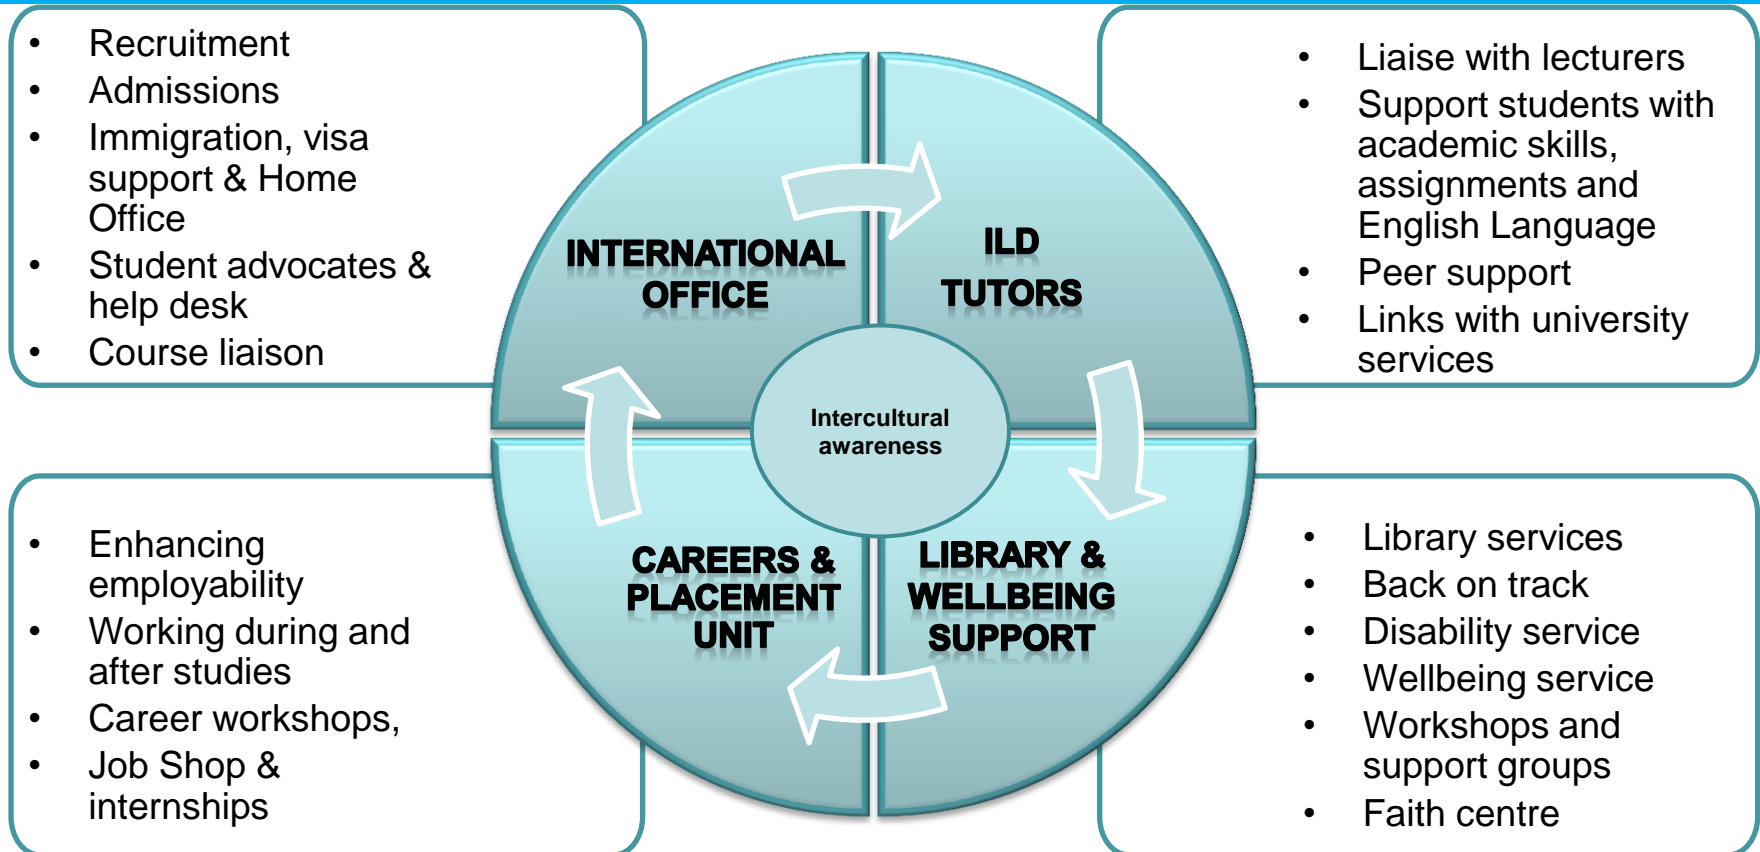 • Recruitment
• Admissions
• Immigration, visa
support & Home
Office
• Student advocates &
help desk
• Course liaison
• Liaise with lecturers
• Support students with
academic skills,
assignments and
English Language
• Peer support
• Links with university
services
INTERNATIONAL
OFFICE
ILD
TUTORS
Intercultural
awareness
CAREERS &
PLACEMENT
UNIT
LIBRARY &
WELLBEING
SUPPORT
• Enhancing
employability
• Working during and
after studies
• Career workshops,
• Job Shop &
internships
• Library services
• Back on track
• Disability service
• Wellbeing service
• Workshops and
support groups
• Faith centre